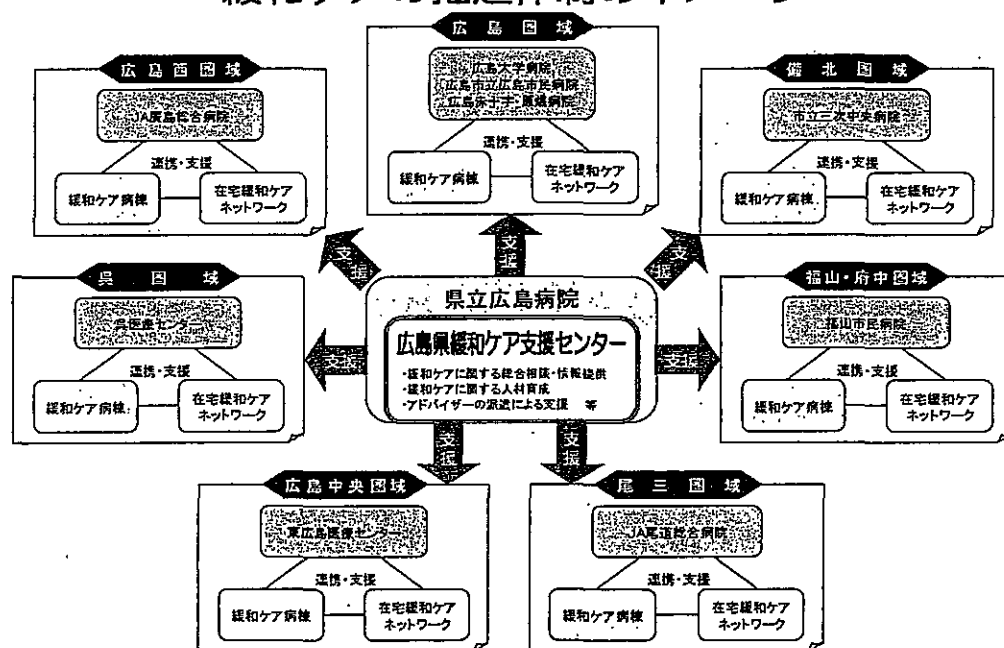 緩和ケアの推進体制のイメージ
広島圏域
広島大学病院
広島市立広島市民病院
広島赤十字・原爆病院
連携・支援
緩和ケア病棟
在宅緩和ケア
ネットワーク
広島西圏域
JA広島総合病院
連携・支援
緩和ケア病棟
在宅緩和ケア
ネットワーク
備北圏域
市立三次中央病院
連携・支援
緩和ケア病棟
在宅緩和ケア
ネットワーク
支援
支援
支援
呉圏域
呉医療センター
連携・支援
緩和ケア病棟
在宅緩和ケア
ネットワーク
支援
県立広島病院
広島県緩和ケア支援センター
・緩和ケアに関する総合相談・情報提供
・緩和ケアに関する人材育成
・アドバイザーの派遣による支援 等
支援
福山・府中圏域
福山市民病院
連携・支援
緩和ケア病棟
在宅緩和ケア
ネットワーク
支援
支援
広島中央圏域
東広島医療センター
連携・支援
緩和ケア病棟
在宅緩和ケア
ネットワーク
尾三圏域
JA尾道総合病院
連携・支援
緩和ケア病棟
在宅緩和ケア
ネットワーク